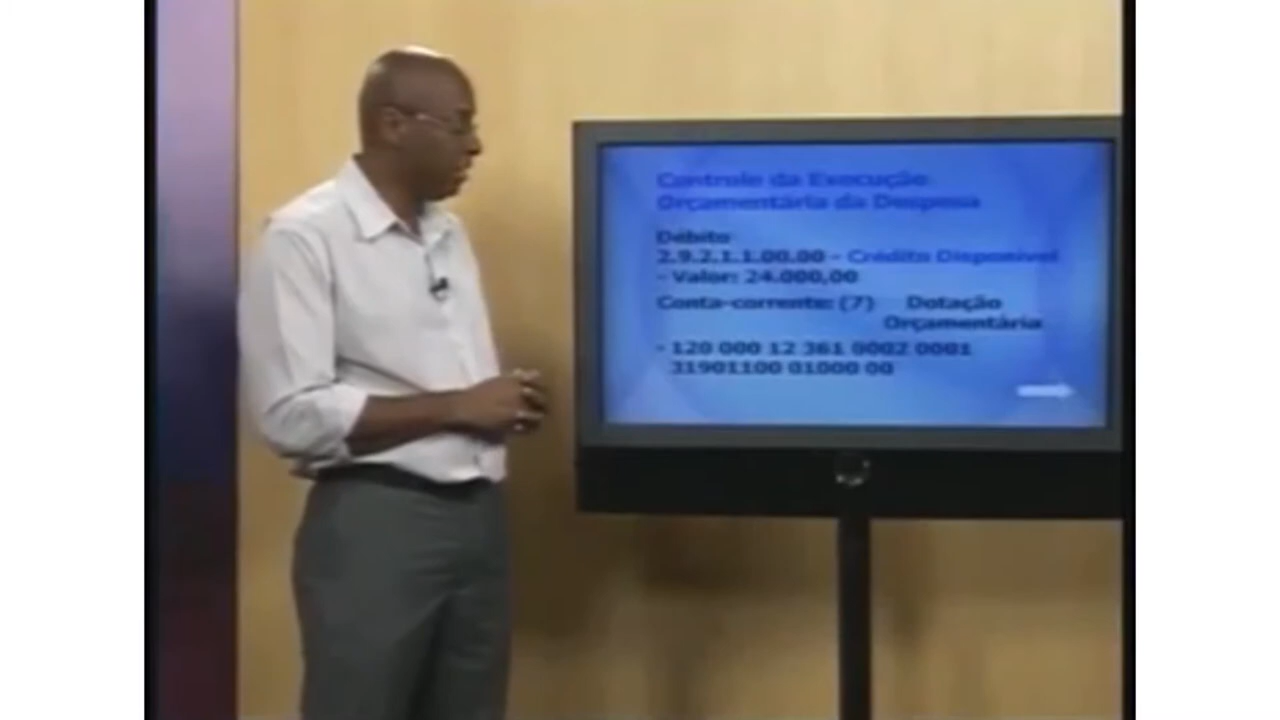 Controle da Execução
Orçamentária da Despesa
Débito
2.9.2.1.1.00.00 - Crédito Disponível
- Valor: 24.000,00
Conta-corrente: (7) Dotação
Orçamentária
- 120 000 12 361 0002 0001
31901100 01000 00